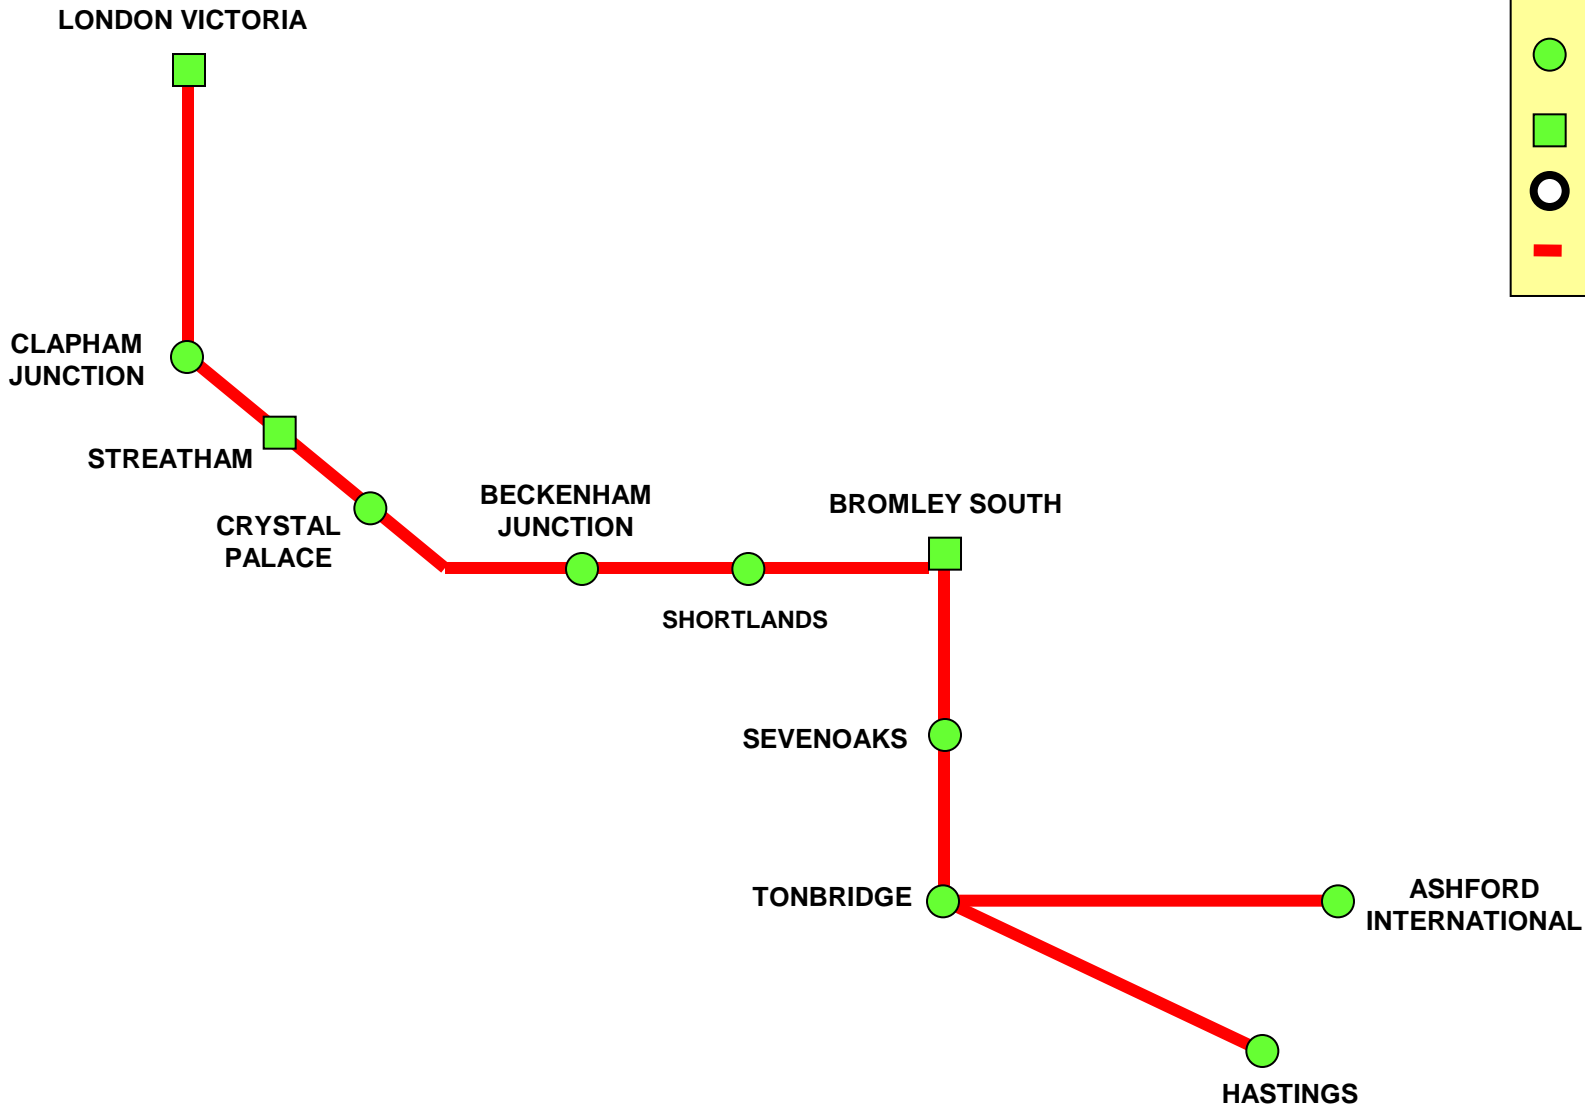 LONDON VICTORIA
CLAPHAM
JUNCTION
STREATHAM
CRYSTAL
PALACE
BECKENHAM
JUNCTION
BROMLEY SOUTH
SHORTLANDS
SEVENOAKS
TONBRIDGE
ASHFORD
INTERNATIONAL
HASTINGS